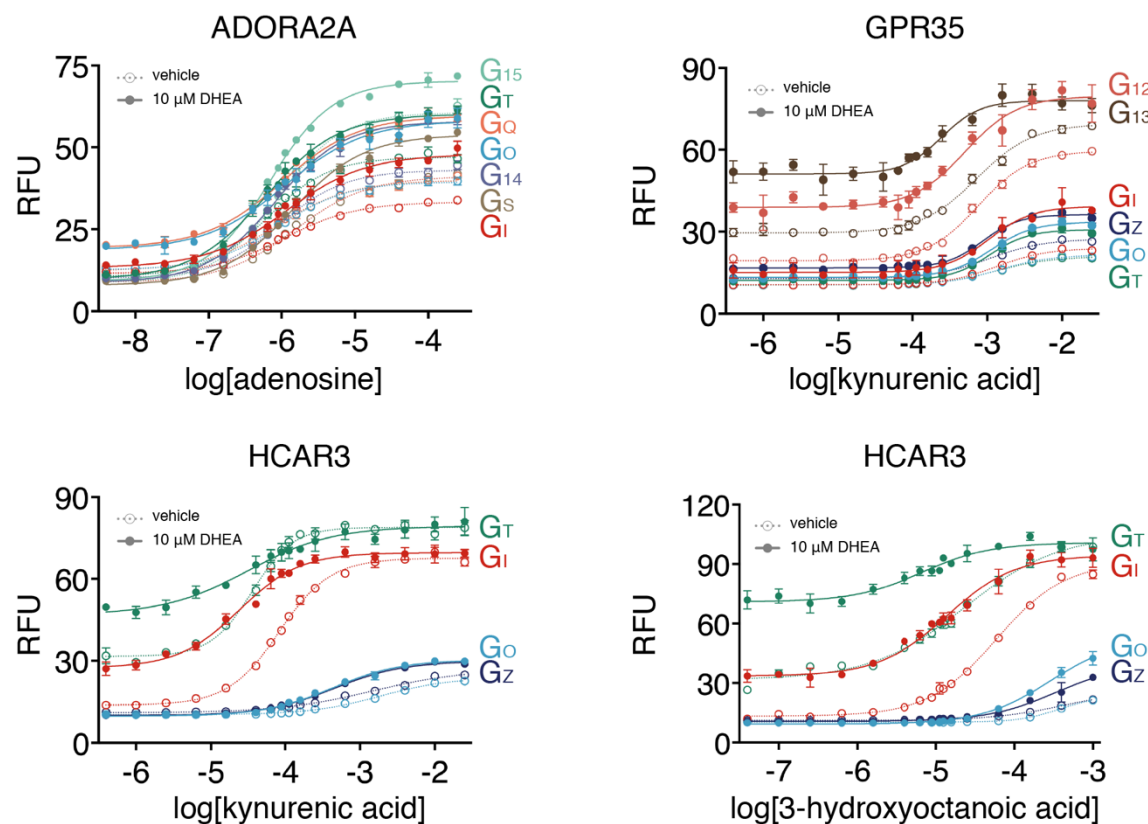 ADORA2A
RFU
75
50
25
0
vehicle
10 µM DHEA
G15
GT
GQ
GO
G14
GS
GI
-8 -7 -6 -5 -4
log[adenosine]
GPR35
RFU
90
60
30
0
vehicle
10 µM DHEA
G12
G13
GI
GZ
GO
GT
-6 -5 -4 -3 -2
log[kynurenic acid]
HCAR3
RFU
90
60
30
0
vehicle
10 µM DHEA
GT
GI
GO
GZ
-6 -5 -4 -3 -2
log[kynurenic acid]
HCAR3
RFU
120
90
60
30
0
vehicle
10 µM DHEA
GT
GI
GO
GZ
-7 -6 -5 -4 -3
log[3-hydroxyoctanoic acid]